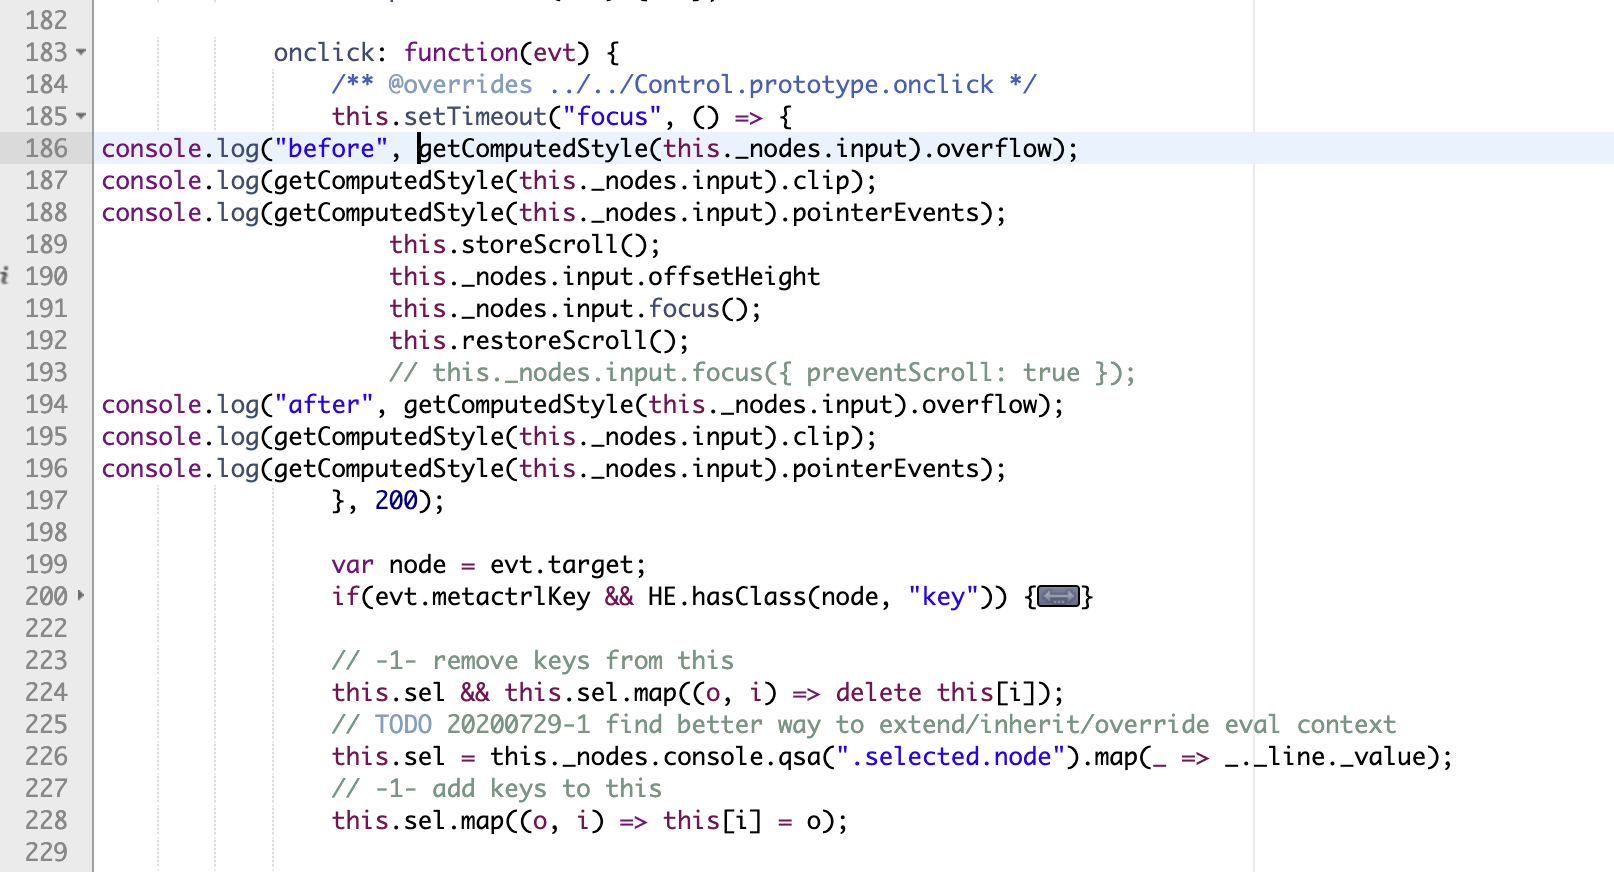 182
183 onclick: function(evt) {
184 /** @overrides ../../Control.prototype.onclick */
185 this.setTimeout("focus", () => {
186 console.log("before", getComputedStyle(this._nodes.input).overflow);
187 console.log(getComputedStyle(this._nodes.input).clip);
188 console.log(getComputedStyle(this._nodes.input).pointerEvents);
189 this.storeScroll();
i 190 this._nodes.input.offsetHeight
191 this._nodes.input.focus();
192 this.restoreScroll();
193 // this._nodes.input.focus({ preventScroll: true });
194 console.log("after", getComputedStyle(this._nodes.input).overflow);
195 console.log(getComputedStyle(this._nodes.input).clip);
196 console.log(getComputedStyle(this._nodes.input).pointerEvents);
197 }, 200);
198
199 var node = evt.target;
200 if(evt.metactrlKey && HE.hasClass(node, "key")) {}
222
223 // -1- remove keys from this
224 this.sel && this.sel.map((o, i) => delete this[i]);
225 // TODO 20200729-1 find better way to extend/inherit/override eval context
226 this.sel = this._nodes.console.qsa(".selected.node").map(_ => _._line._value);
227 // -1- add keys to this
228 this.sel.map((o, i) => this[i] = o);
229